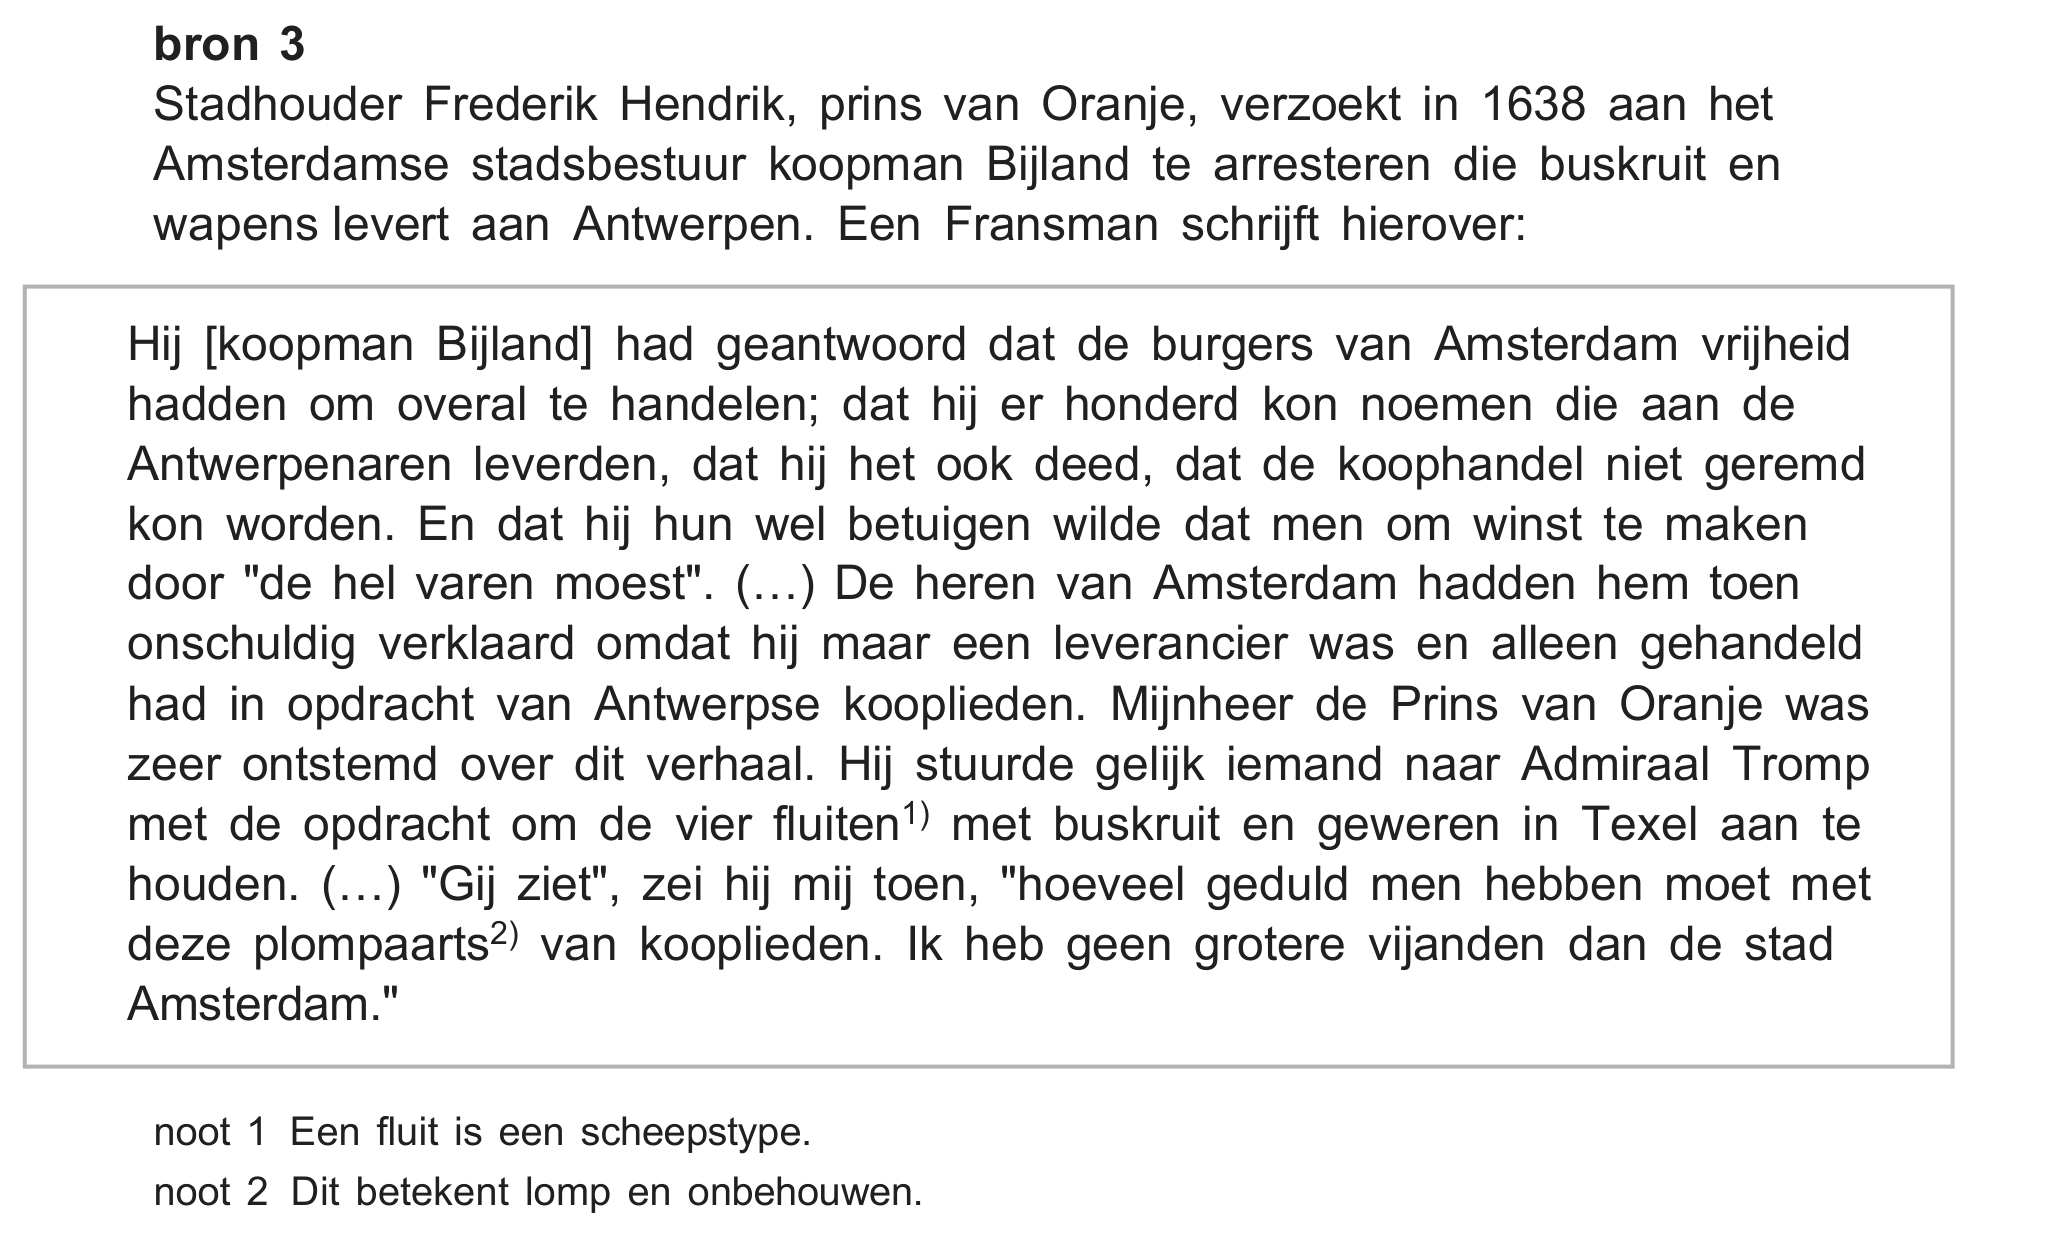 bron 3
Stadhouder Frederik Hendrik, prins van Oranje, verzoekt in 1638 aan het
Amsterdamse stadsbestuur koopman Bijland te arresteren die buskruit en
wapens levert aan Antwerpen. Een Fransman schrijft hierover:
Hij [koopman Bijland] had geantwoord dat de burgers van Amsterdam vrijheid
hadden om overal te handelen; dat hij er honderd kon noemen die aan de
Antwerpenaren leverden, dat hij het ook deed, dat de koophandel niet geremd
kon worden. En dat hij hun wel betuigen wilde dat men om winst te maken
door "de hel varen moest". (…) De heren van Amsterdam hadden hem toen
onschuldig verklaard omdat hij maar een leverancier was en alleen gehandeld
had in opdracht van Antwerpse kooplieden. Mijnheer de Prins van Oranje was
zeer ontstemd over dit verhaal. Hij stuurde gelijk iemand naar Admiraal Tromp
met de opdracht om de vier fluiten1) met buskruit en geweren in Texel aan te
houden. (…) "Gij ziet", zei hij mij toen, "hoeveel geduld men hebben moet met
deze plompaarts2) van kooplieden. Ik heb geen grotere vijanden dan de stad
Amsterdam."
noot 1 Een fluit is een scheepstype.
noot 2 Dit betekent lomp en onbehouwen.